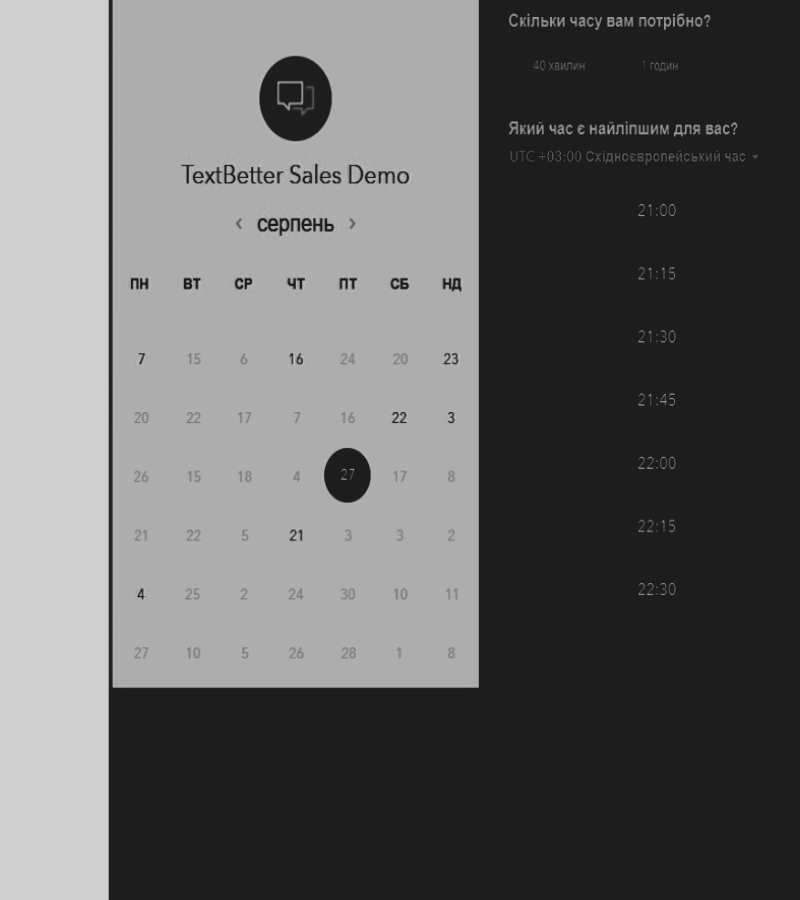 TextBetter Sales Demo
‹ серпень ›
ПН ВТ СР ЧТ ПТ СБ НД
7 15 6 16 24 20 23
20 22 17 7 16 22 3
26 15 18 4 27 17 8
21 22 5 21 3 3 2
4 25 2 24 30 10 11
27 10 5 26 28 1 8
Скільки часу вам потрібно?
40 хвилин 1 годин
Який час є найліпшим для вас?
UTC +03:00 Східноєвропейський час
21:00
21:15
21:30
21:45
22:00
22:15
22:30